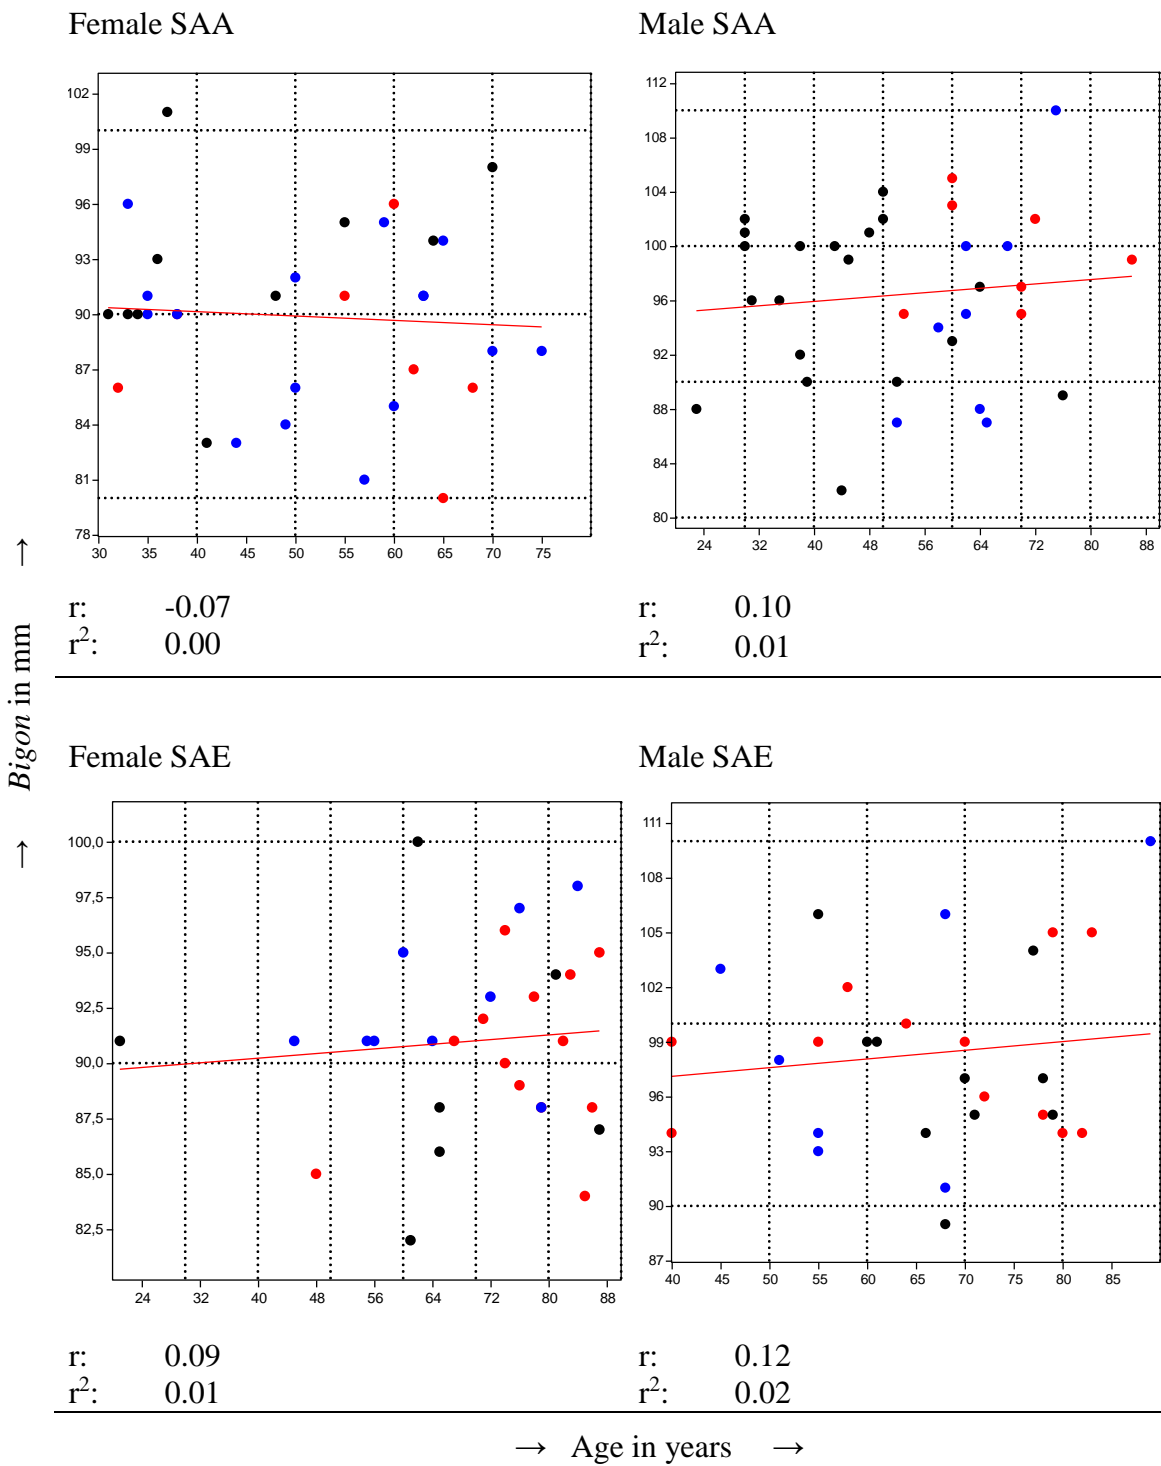 Female SAA
Male SAA
102
99
96
93
90
87
84
81
78
30 35 40 45 50 55 60 65 70 75
112
108
104
100
96
92
88
84
80
24 32 40 48 56 64 72 80 88
r: -0.07
r²: 0.00
r: 0.10
r²: 0.01
→ Bigon in mm →
Female SAE
Male SAE
100,0
97,5
95,0
92,5
90,0
87,5
85,0
82,5
24 32 40 48 56 64 72 80 88
111
108
105
102
99
96
93
90
87
40 45 50 55 60 65 70 75 80 85
r: 0.09
r²: 0.01
r: 0.12
r²: 0.02
→ Age in years →